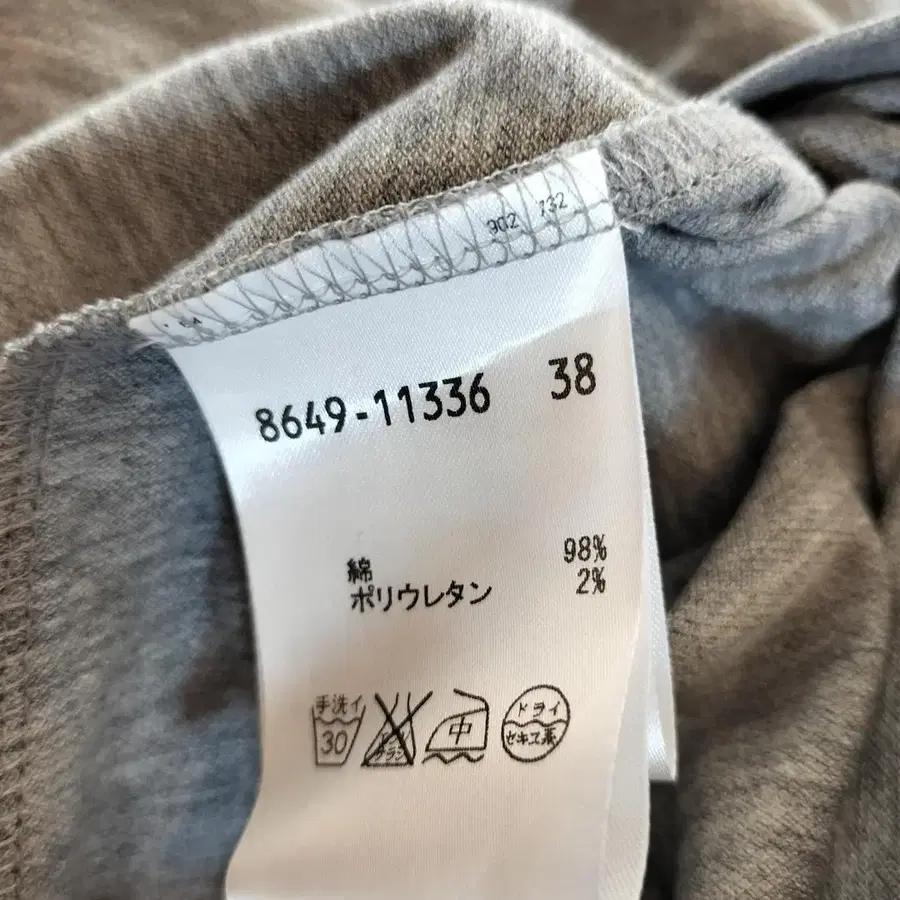 902 732
8649-11336 38
綿 98%
ポリウレタン 2%
手洗イ
30
中
ドライ
セキユ系